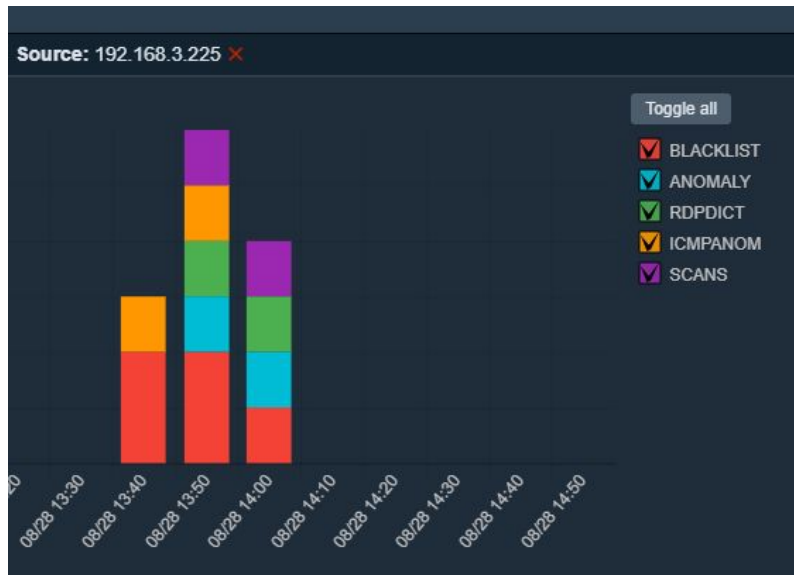 Source: 192.168.3.225
Toggle all
BLACKLIST
ANOMALY
RDPDICT
ICMPANOM
SCANS
08/28 13:30
08/28 13:40
08/28 13:50
08/28 14:00
08/28 14:10
08/28 14:20
08/28 14:30
08/28 14:40
08/28 14:50